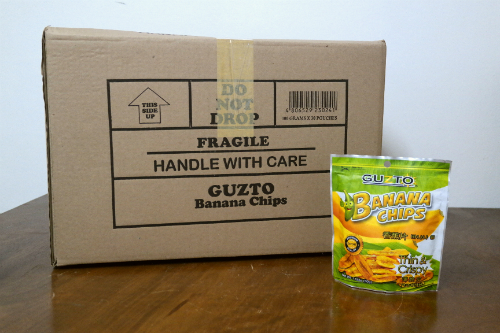 THIS SIDE UP
DO NOT DROP
FRAGILE
HANDLE WITH CARE
GUZTO
Banana Chips
GUZTO
BANANA
CHIPS
Thin &
Crispy